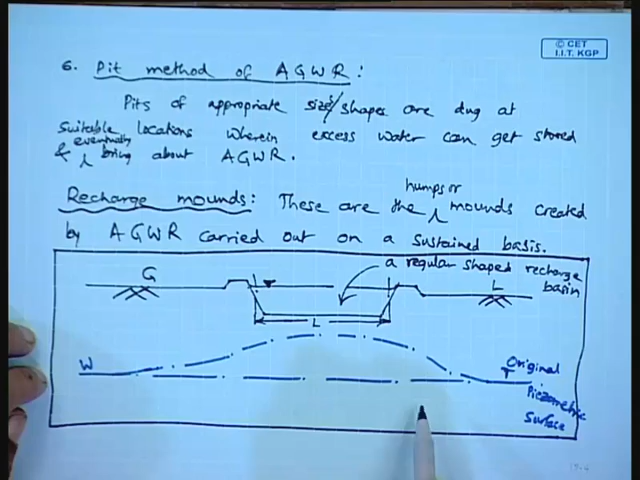 © CET
I.I.T. KGP
6. Pit method of AGWR:
Pits of appropriate sizes/shapes are dug at
suitable locations wherein excess water can get stored
& eventually bring about AGWR.
Recharge mounds: These are the humps or mounds created
by AGWR carried out on a sustained basis.
a regular shaped recharge
basin
G
L
L
W
Original
Piezometric
Surface